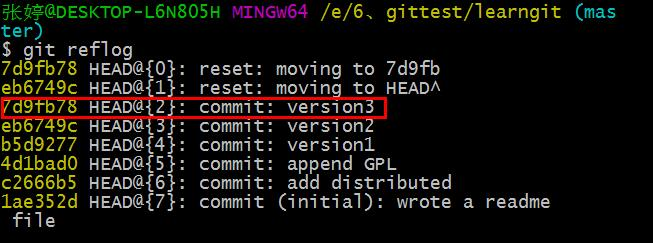 张婷@DESKTOP-L6N805H MINGW64 /e/6、gittest/learngit (mas
ter)
$ git reflog
7d9fb78 HEAD@{0}: reset: moving to 7d9fb
eb6749c HEAD@{1}: reset: moving to HEAD^
7d9fb78 HEAD@{2}: commit: version3
eb6749c HEAD@{3}: commit: version2
b5d9277 HEAD@{4}: commit: version1
4d1bad0 HEAD@{5}: commit: append GPL
c2666b5 HEAD@{6}: commit: add distributed
1ae352d HEAD@{7}: commit (initial): wrote a readme
file